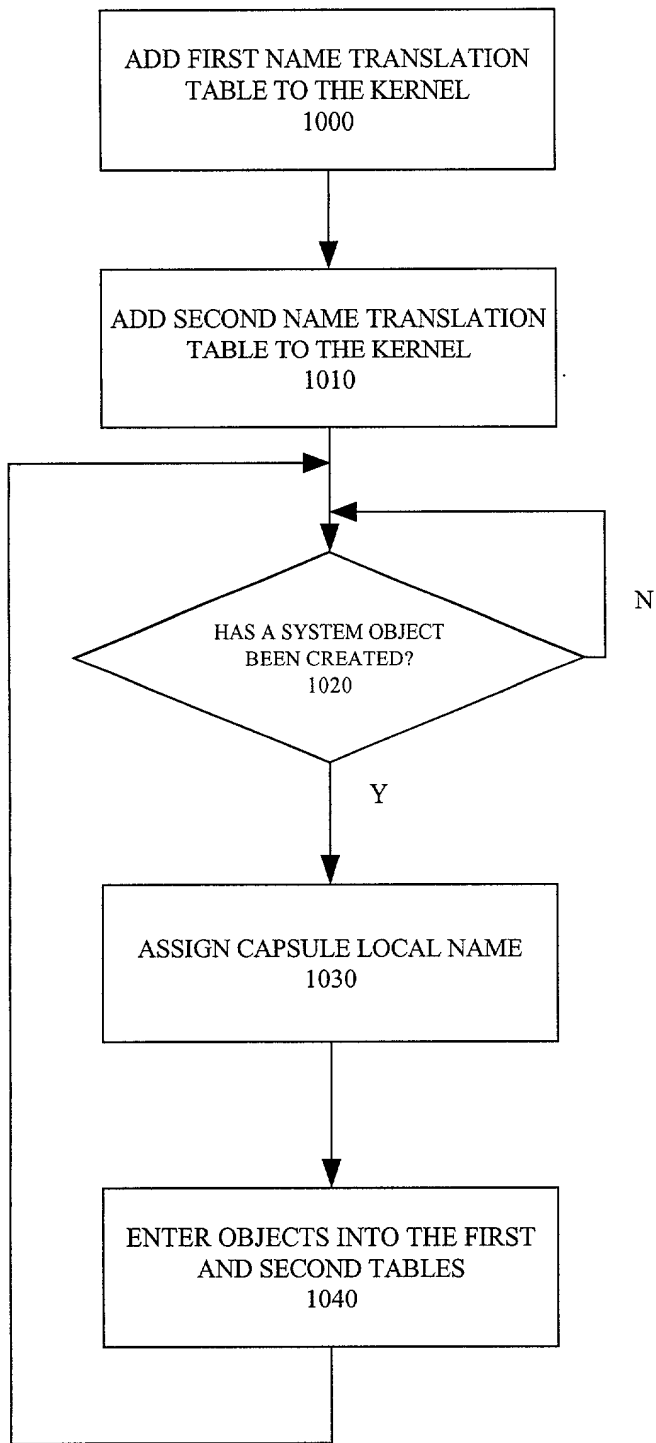 ADD FIRST NAME TRANSLATION
TABLE TO THE KERNEL
1000
ADD SECOND NAME TRANSLATION
TABLE TO THE KERNEL
1010
HAS A SYSTEM OBJECT
BEEN CREATED?
1020
N
Y
ASSIGN CAPSULE LOCAL NAME
1030
ENTER OBJECTS INTO THE FIRST
AND SECOND TABLES
1040